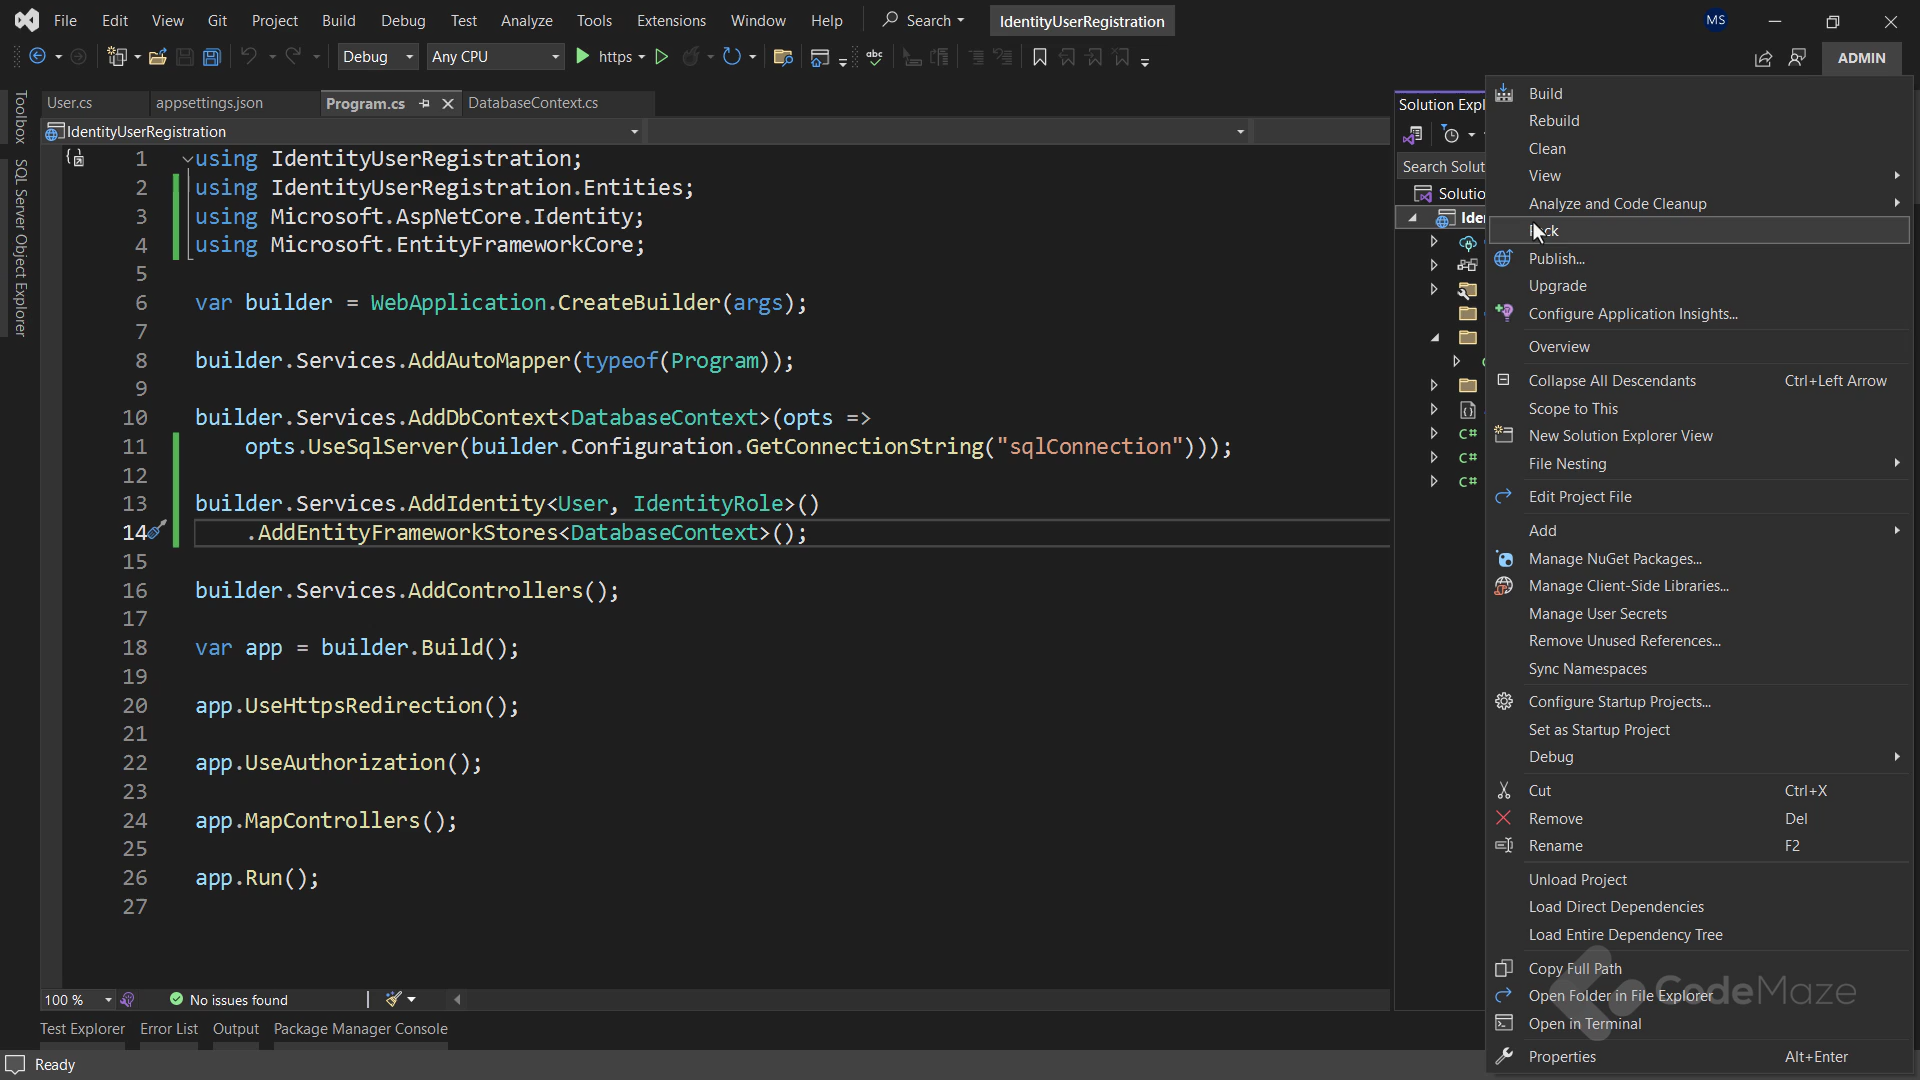 File Edit View Git Project Build Debug Test Analyze Tools Extensions Window Help Search IdentityUserRegistration MS
Debug Any CPU https abc ADMIN
Toolbox
SQL Server Object Explorer
User.cs appsettings.json Program.cs DatabaseContext.cs
IdentityUserRegistration
1 using IdentityUserRegistration;
2 using IdentityUserRegistration.Entities;
3 using Microsoft.AspNetCore.Identity;
4 using Microsoft.EntityFrameworkCore;
5
6 var builder = WebApplication.CreateBuilder(args);
7
8 builder.Services.AddAutoMapper(typeof(Program));
9
10 builder.Services.AddDbContext<DatabaseContext>(opts =>
11 opts.UseSqlServer(builder.Configuration.GetConnectionString("sqlConnection")));
12
13 builder.Services.AddIdentity<User, IdentityRole>()
14 .AddEntityFrameworkStores<DatabaseContext>();
15
16 builder.Services.AddControllers();
17
18 var app = builder.Build();
19
20 app.UseHttpsRedirection();
21
22 app.UseAuthorization();
23
24 app.MapControllers();
25
26 app.Run();
27
100 % No issues found
Test Explorer Error List Output Package Manager Console
Ready
Solution Expl
Search Solut
Solutio
Ide
C#
C#
C#
Build
Rebuild
Clean
View
Analyze and Code Cleanup
Publish...
Upgrade
Configure Application Insights...
Overview
Collapse All Descendants Ctrl+Left Arrow
Scope to This
New Solution Explorer View
File Nesting
Edit Project File
Add
Manage NuGet Packages...
Manage Client-Side Libraries...
Manage User Secrets
Remove Unused References...
Sync Namespaces
Configure Startup Projects...
Set as Startup Project
Debug
Cut Ctrl+X
Remove Del
Rename F2
Unload Project
Load Direct Dependencies
Load Entire Dependency Tree
Copy Full Path
Open Folder in File Explorer
Open in Terminal
Properties Alt+Enter
CodeMaze